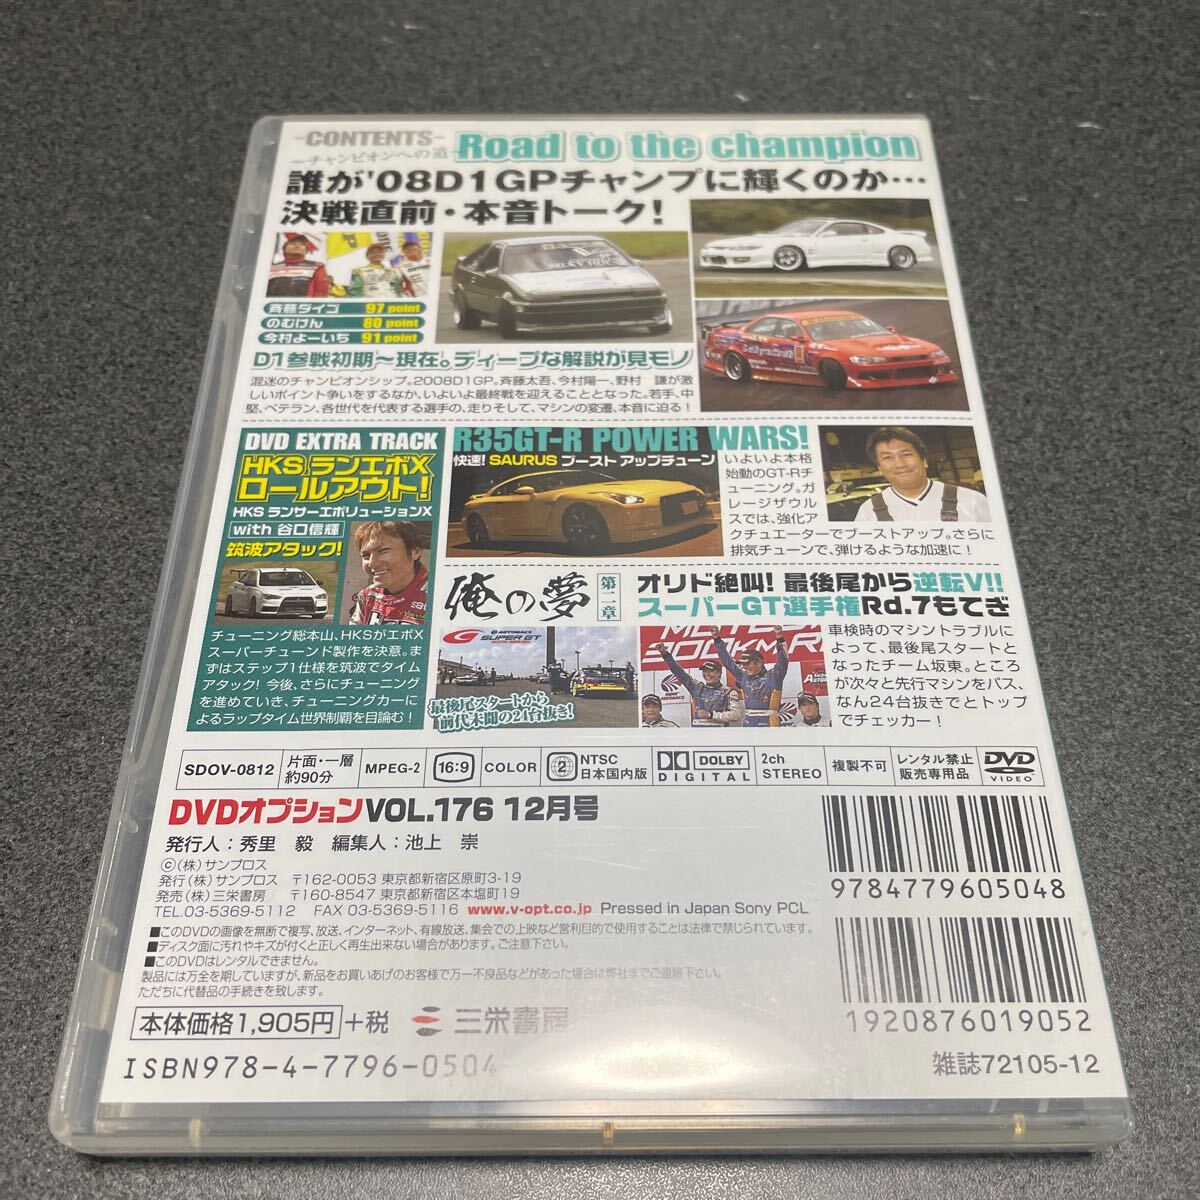 -CONTENTS-
～チャンピオンへの道～
Road to the champion
誰が'08D1GPチャンプに輝くのか…
決戦直前・本音トーク!
斉藤ダイゴ 97 point
のむけん 80 point
今村よーいち 91 point
D1参戦初期～現在。ディープな解説が見モノ
混迷のチャンピオンシップ。2008D1GP。斉藤太吾、今村陽一、野村 謙が激
しいポイント争いをするなか、いよいよ最終戦を迎えることとなった。若手、中
堅、ベテラン、各世代を代表する選手の、走りそして、マシンの変遷、本音に迫る!
DVD EXTRA TRACK
HKS ランエボX
ロールアウト!
HKS ランサーエボリューションX
with 谷口信輝
筑波アタック!
チューニング総本山、HKSがエボX
スーパーチューンド製作を決意。ま
ずはステップ1仕様を筑波でタイム
アタック! 今後、さらにチューニング
を進めていき、チューニングカーに
よるラップタイム世界制覇を目論む!
R35GT-R POWER WARS!
快速! SAURUS ブースト アップチューン
いよいよ本格
始動のGT-Rチ
ューニング。ガ
レージザウル
スでは、強化ア
クチュエーターでブーストアップ。さらに
排気チューンで、弾けるような加速に!
俺の夢 第二章
オリド絶叫! 最後尾から逆転V!!
スーパーGT選手権Rd.7もてぎ
AUTOBACS SUPER GT
最後尾スタートから
前代未聞の24台抜き!
車検時のマシントラブルに
よって、最後尾スタートと
なったチーム坂東。ところ
が次々と先行マシンをパス、
なんと24台抜きでトップ
でチェッカー!
SDOV-0812 片面・一層 約90分 MPEG-2 16:9 COLOR 2 NTSC 日本国内版 DOLBY DIGITAL 2ch STEREO 複製不可 レンタル禁止 販売専用品 DVD VIDEO
DVDオプションVOL.176 12月号
発行人：秀里 毅 編集人：池上 崇
©(株)サンプロス
発行(株)サンプロス 〒162-0053 東京都新宿区原町3-19
発売(株)三栄書房 〒160-8547 東京都新宿区本塩町19
TEL.03-5369-5112 FAX 03-5369-5116 www.v-opt.co.jp Pressed in Japan Sony PCL
■このDVDの画像を無断で複写、放送、インターネット、有線放送、集会での上映など営利目的で使用することは法律で禁じられています。
■ディスク面に汚れやキズが付くと正しく再生出来ない場合があります。ご注意下さい。
■このDVDはレンタルできません。
製品には万全を期していますが、新品をお買いあげのお客様で万一不良品などがあった場合は弊社までご連絡下さい。
ただちに代替品の手続きを致します。
9784779605048
1920876019052
本体価格1,905円 +税 三栄書房
ISBN978-4-7796-0504
雑誌72105-12